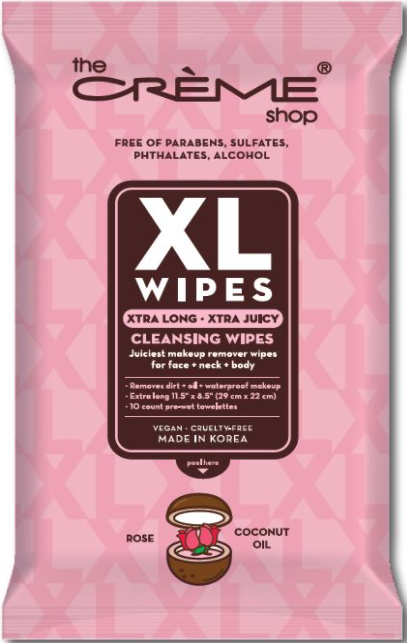 the
CRÈME®
shop
FREE OF PARABENS, SULFATES,
PHTHALATES, ALCOHOL
XL
WIPES
XTRA LONG • XTRA JUICY
CLEANSING WIPES
Juiciest makeup remover wipes
for face + neck + body
- Removes dirt + oil + waterproof makeup
- Extra long 11.5" x 8.5" (29 cm x 22 cm)
- 10 count pre-wet towelettes
VEGAN • CRUELTY-FREE
MADE IN KOREA
peel here
ROSE
COCONUT
OIL